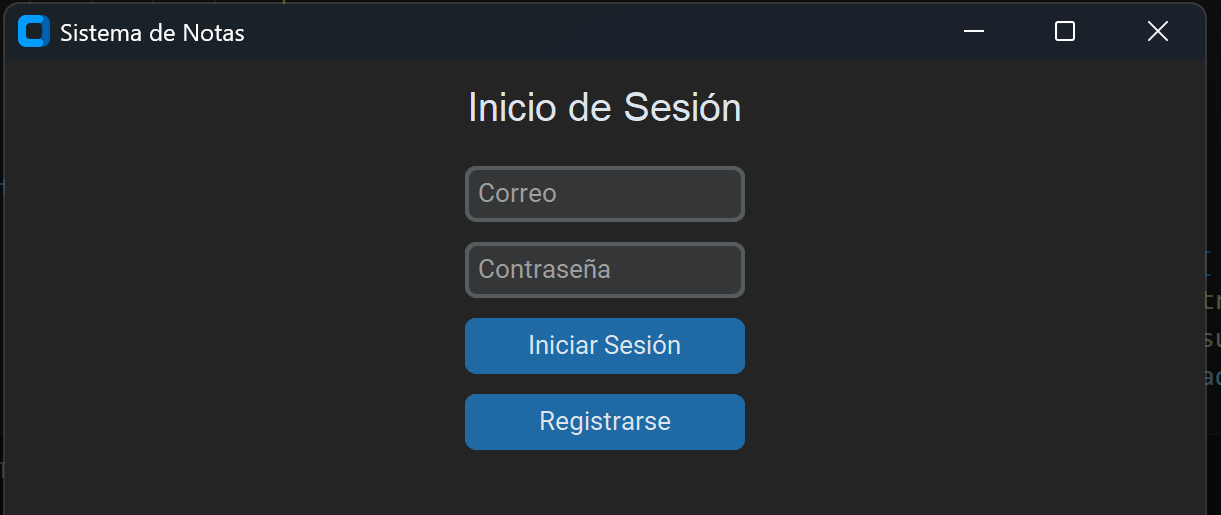 Sistema de Notas
Inicio de Sesión
Correo
Contraseña
Iniciar Sesión
Registrarse